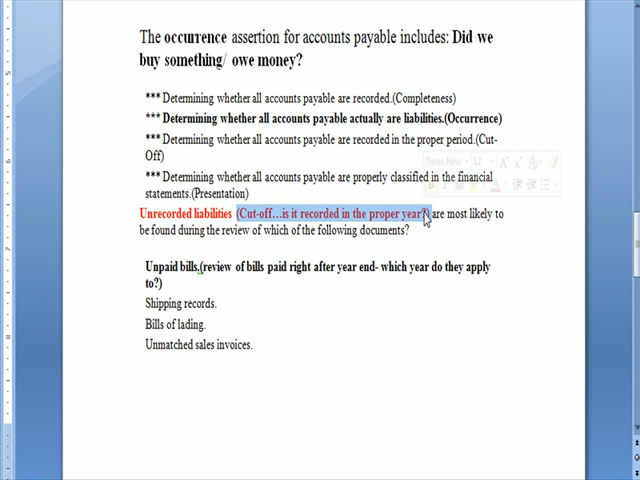 The occurrence assertion for accounts payable includes: Did we
buy something/ owe money?
*** Determining whether all accounts payable are recorded.(Completeness)
*** Determining whether all accounts payable actually are liabilities.(Occurrence)
*** Determining whether all accounts payable are recorded in the proper period.(Cut-
Off)
*** Determining whether all accounts payable are properly classified in the financial
statements.(Presentation)
Unrecorded liabilities (Cut-off…is it recorded in the proper year?) are most likely to
be found during the review of which of the following documents?
Unpaid bills.(review of bills paid right after year end- which year do they apply
to?)
Shipping records.
Bills of lading.
Unmatched sales invoices.